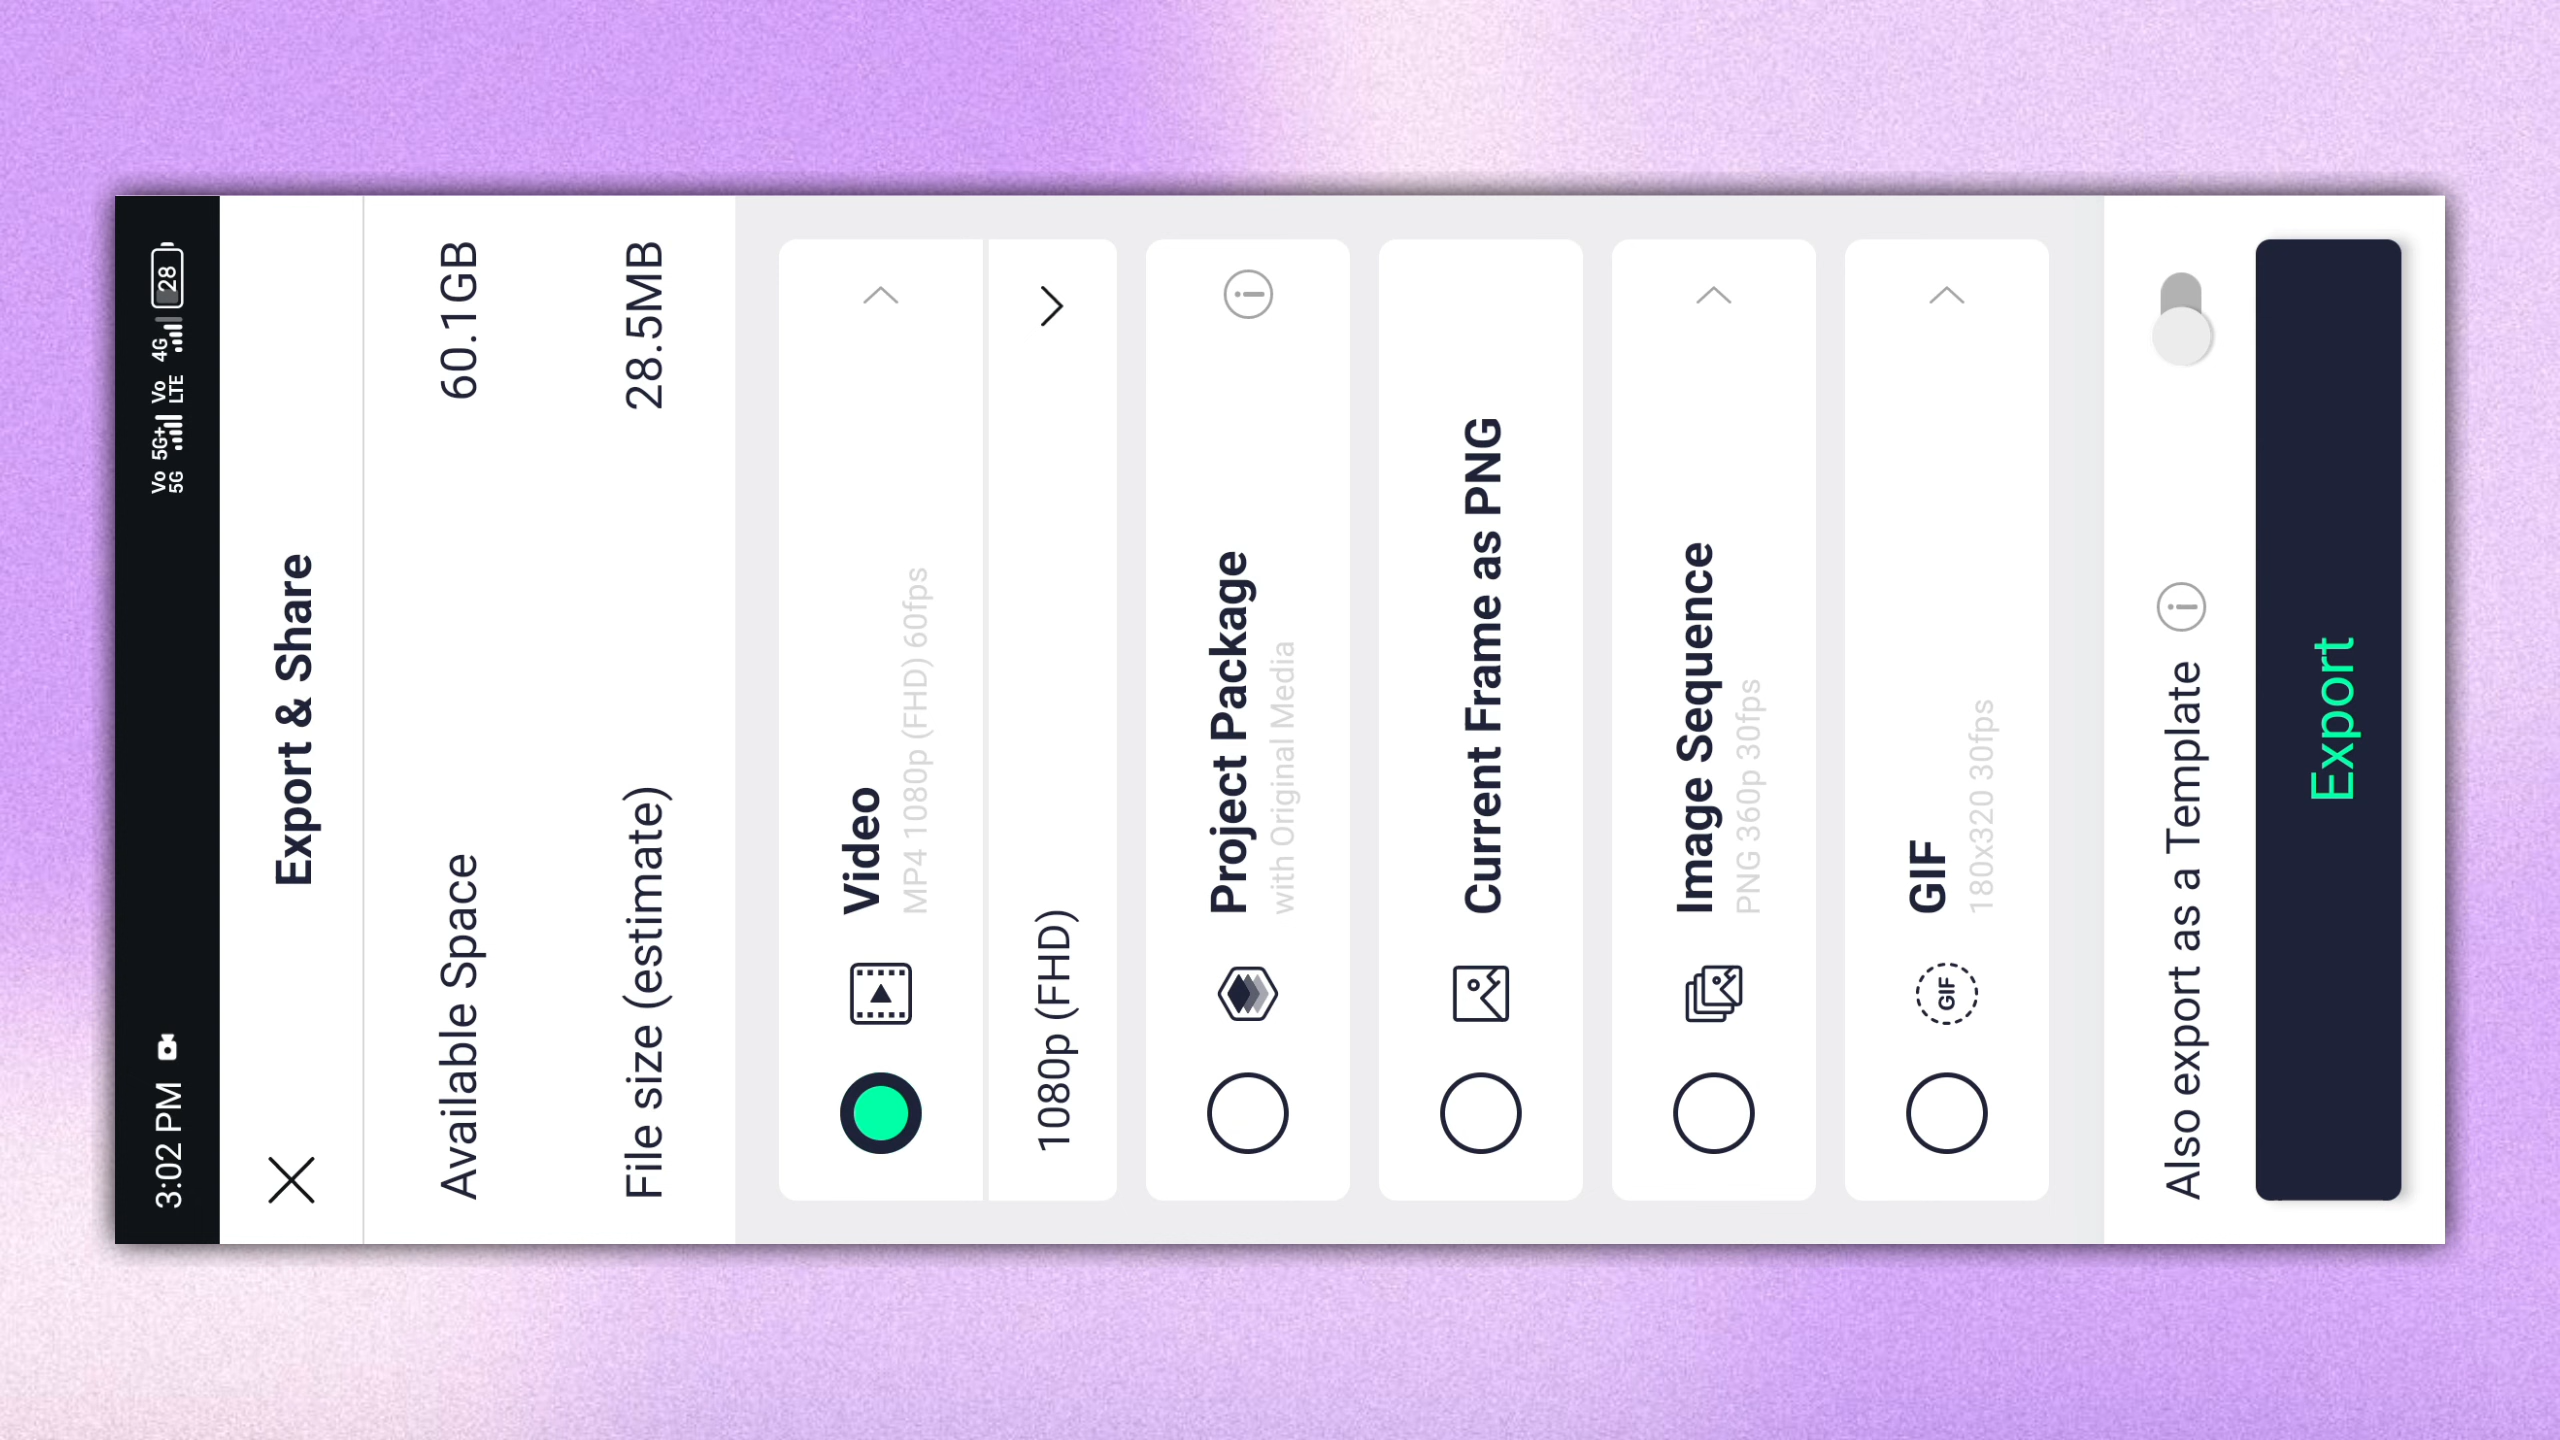 3:02 PM
Vo 5G 5G+ Vo LTE 4G 28
Export & Share
Available Space 60.1GB
File size (estimate) 28.5MB
Video
MP4 1080p (FHD) 60fps
1080p (FHD)
Project Package
with Original Media
Current Frame as PNG
Image Sequence
PNG 360p 30fps
GIF
GIF
180x320 30fps
Also export as a Template
Export